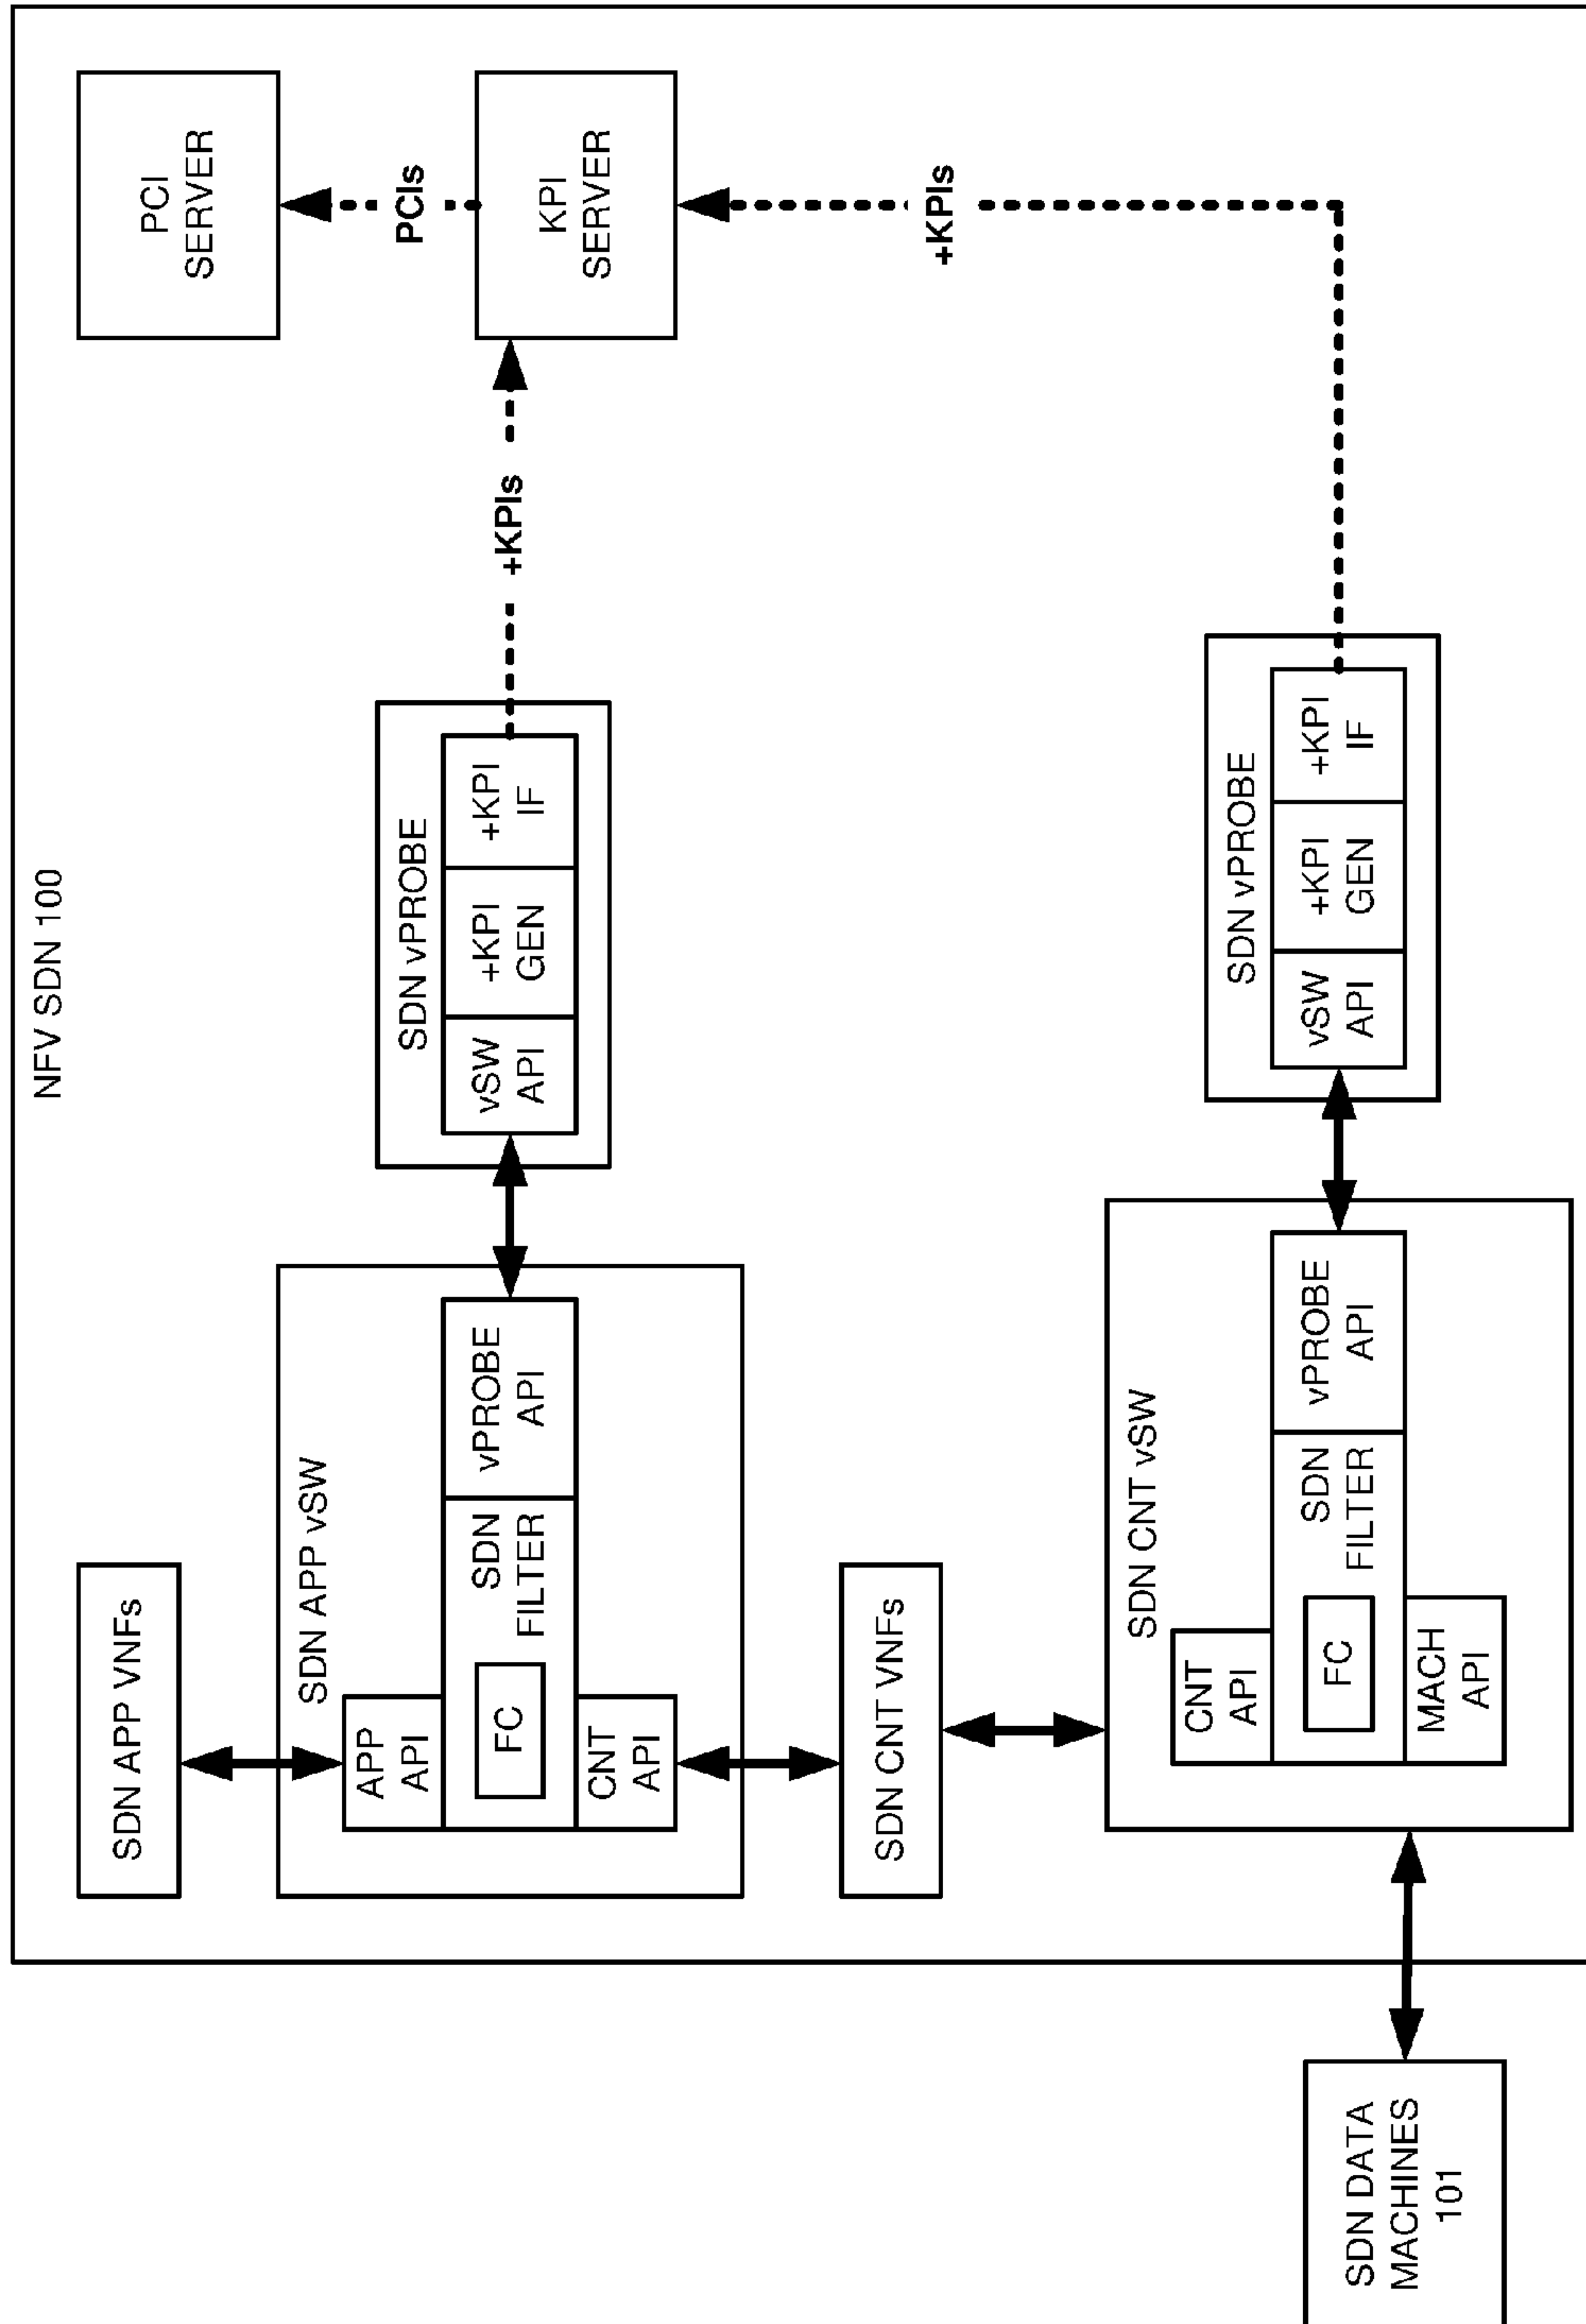 NFV SDN 100
SDN APP VNFs
SDN APP vSW
APP
API
FC
SDN
FILTER
vPROBE
API
CNT
API
SDN vPROBE
vSW
API
+KPI
GEN
+KPI
IF
+KPIs
PCI
SERVER
PCIs
KPI
SERVER
+KPIs
SDN CNT VNFs
SDN CNT vSW
CNT
API
FC
SDN
FILTER
vPROBE
API
MACH
API
SDN vPROBE
vSW
API
+KPI
GEN
+KPI
IF
SDN DATA
MACHINES
101